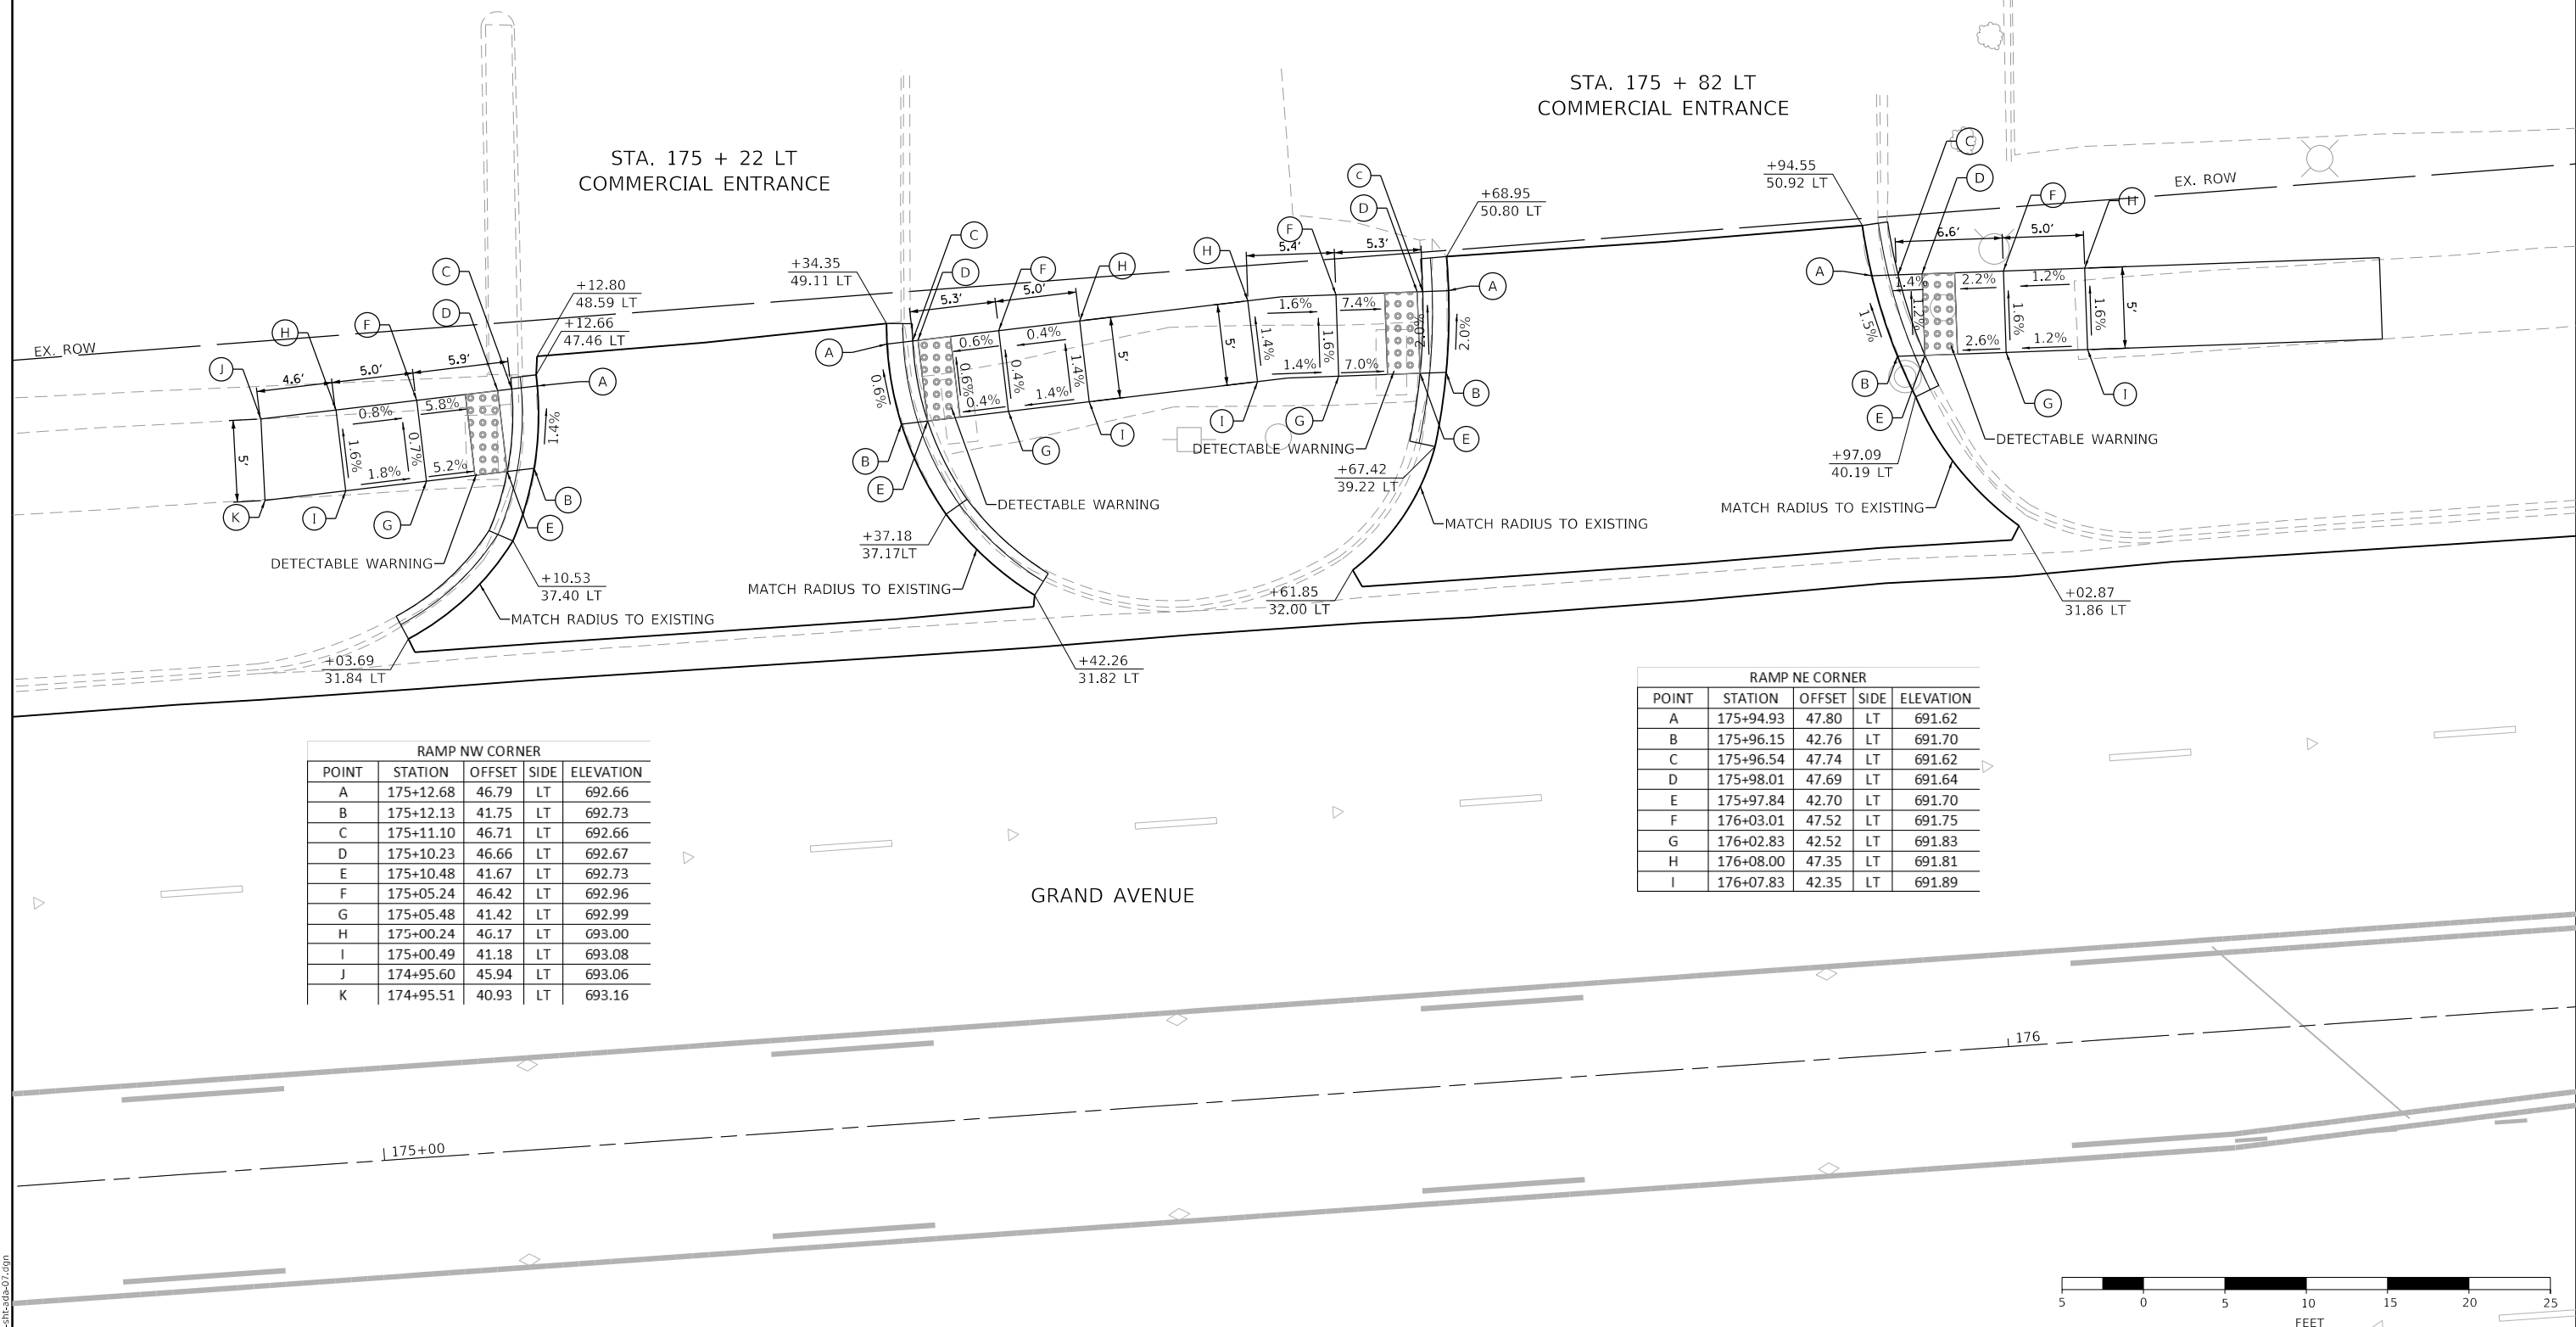 STA. 175 + 22 LT
COMMERCIAL ENTRANCE
STA. 175 + 82 LT
COMMERCIAL ENTRANCE
EX. ROW
EX. ROW
J
H
F
D
C
4.6'
5.0'
5.9'
+12.80
48.59 LT
+12.66
47.46 LT
A
B
E
G
I
K
5'
0.8%
5.8%
1.6%
0.7%
1.8%
5.2%
1.4%
DETECTABLE WARNING
+10.53
37.40 LT
MATCH RADIUS TO EXISTING
+03.69
31.84 LT
+34.35
49.11 LT
C
D
F
H
A
B
E
G
I
5.3'
5.0'
0.6%
0.4%
0.6%
0.6%
0.4%
1.4%
0.4%
1.4%
5'
DETECTABLE WARNING
+37.18
37.17LT
MATCH RADIUS TO EXISTING
+42.26
31.82 LT
H
F
C
D
5.4'
5.3'
+68.95
50.80 LT
A
B
E
G
I
5'
1.6%
7.4%
1.4%
1.6%
2.0%
2.0%
1.4%
7.0%
DETECTABLE WARNING
+67.42
39.22 LT
MATCH RADIUS TO EXISTING
+61.85
32.00 LT
+94.55
50.92 LT
C
D
F
H
A
B
E
G
I
6.6'
5.0'
1.4%
2.2%
1.2%
1.5%
1.2%
1.6%
1.6%
5'
2.6%
1.2%
DETECTABLE WARNING
+97.09
40.19 LT
MATCH RADIUS TO EXISTING
+02.87
31.86 LT
RAMP NW CORNER
POINT STATION OFFSET SIDE ELEVATION
A 175+12.68 46.79 LT 692.66
B 175+12.13 41.75 LT 692.73
C 175+11.10 46.71 LT 692.66
D 175+10.23 46.66 LT 692.67
E 175+10.48 41.67 LT 692.73
F 175+05.24 46.42 LT 692.96
G 175+05.48 41.42 LT 692.99
H 175+00.24 46.17 LT 693.00
I 175+00.49 41.18 LT 693.08
J 174+95.60 45.94 LT 693.06
K 174+95.51 40.93 LT 693.16
RAMP NE CORNER
POINT STATION OFFSET SIDE ELEVATION
A 175+94.93 47.80 LT 691.62
B 175+96.15 42.76 LT 691.70
C 175+96.54 47.74 LT 691.62
D 175+98.01 47.69 LT 691.64
E 175+97.84 42.70 LT 691.70
F 176+03.01 47.52 LT 691.75
G 176+02.83 42.52 LT 691.83
H 176+08.00 47.35 LT 691.81
I 176+07.83 42.35 LT 691.89
GRAND AVENUE
175+00
176
5 0 5 10 15 20 25
FEET
-sht-ada-07.dgn